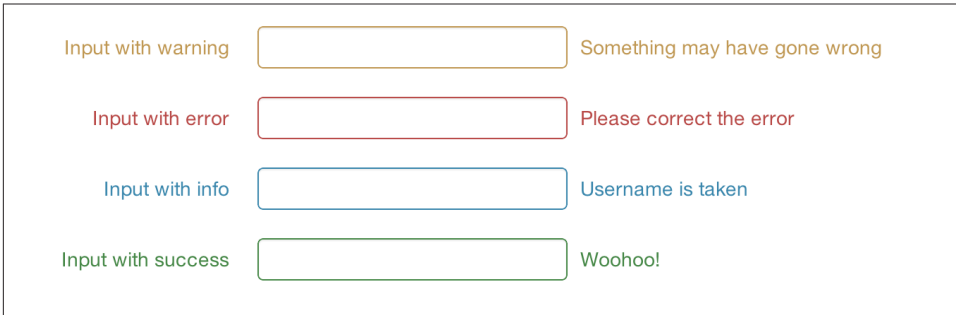 Input with warning Something may have gone wrong
Input with error Please correct the error
Input with info Username is taken
Input with success Woohoo!